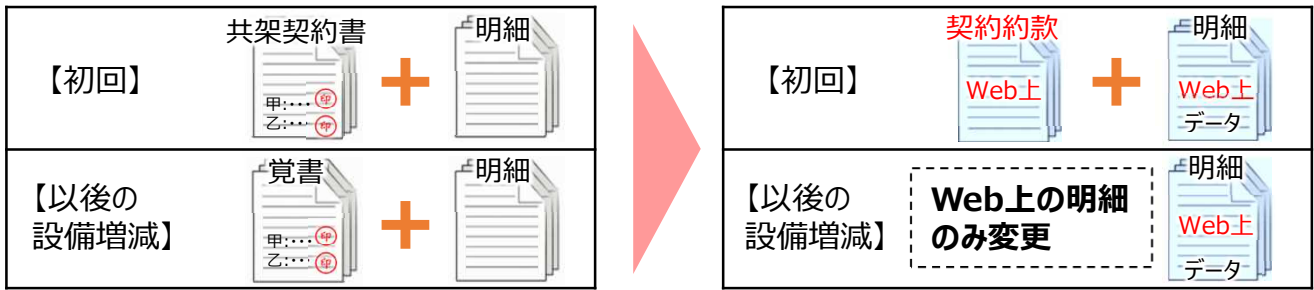 共架契約書
明細
【初回】
甲:・・・ 印
乙:・・・ 印
覚書
明細
【以後の
設備増減】
甲:・・・ 印
乙:・・・ 印
契約約款
明細
【初回】
Web上
Web上
データ
【以後の
設備増減】
Web上の明細
のみ変更
明細
Web上
データ